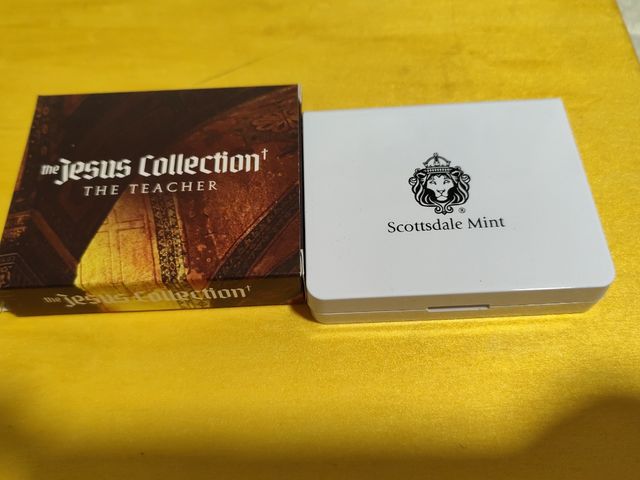 the Jesus Collection†
THE TEACHER
the Jesus Collection†
Scottsdale Mint
®